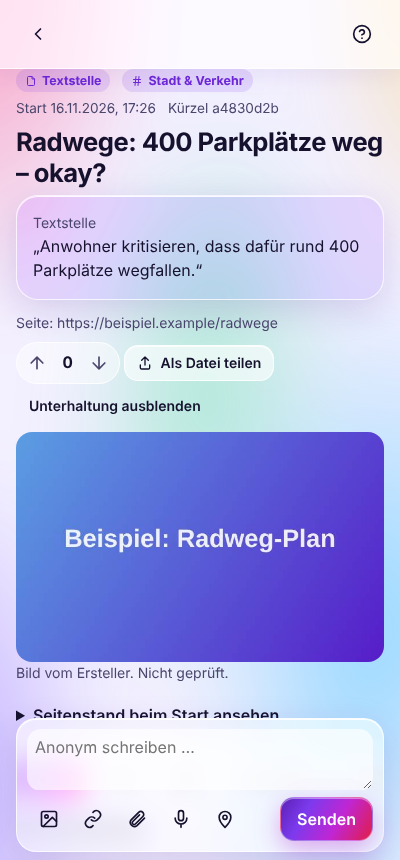 Textstelle
# Stadt & Verkehr
Start 16.11.2026, 17:26 Kürzel a4830d2b
Radwege: 400 Parkplätze weg
– okay?
Textstelle
„Anwohner kritisieren, dass dafür rund 400
Parkplätze wegfallen.“
Seite: https://beispiel.example/radwege
0
Als Datei teilen
Unterhaltung ausblenden
Beispiel: Radweg-Plan
Bild vom Ersteller. Nicht geprüft.
Seitenstand beim Start ansehen
Anonym schreiben ...
Senden